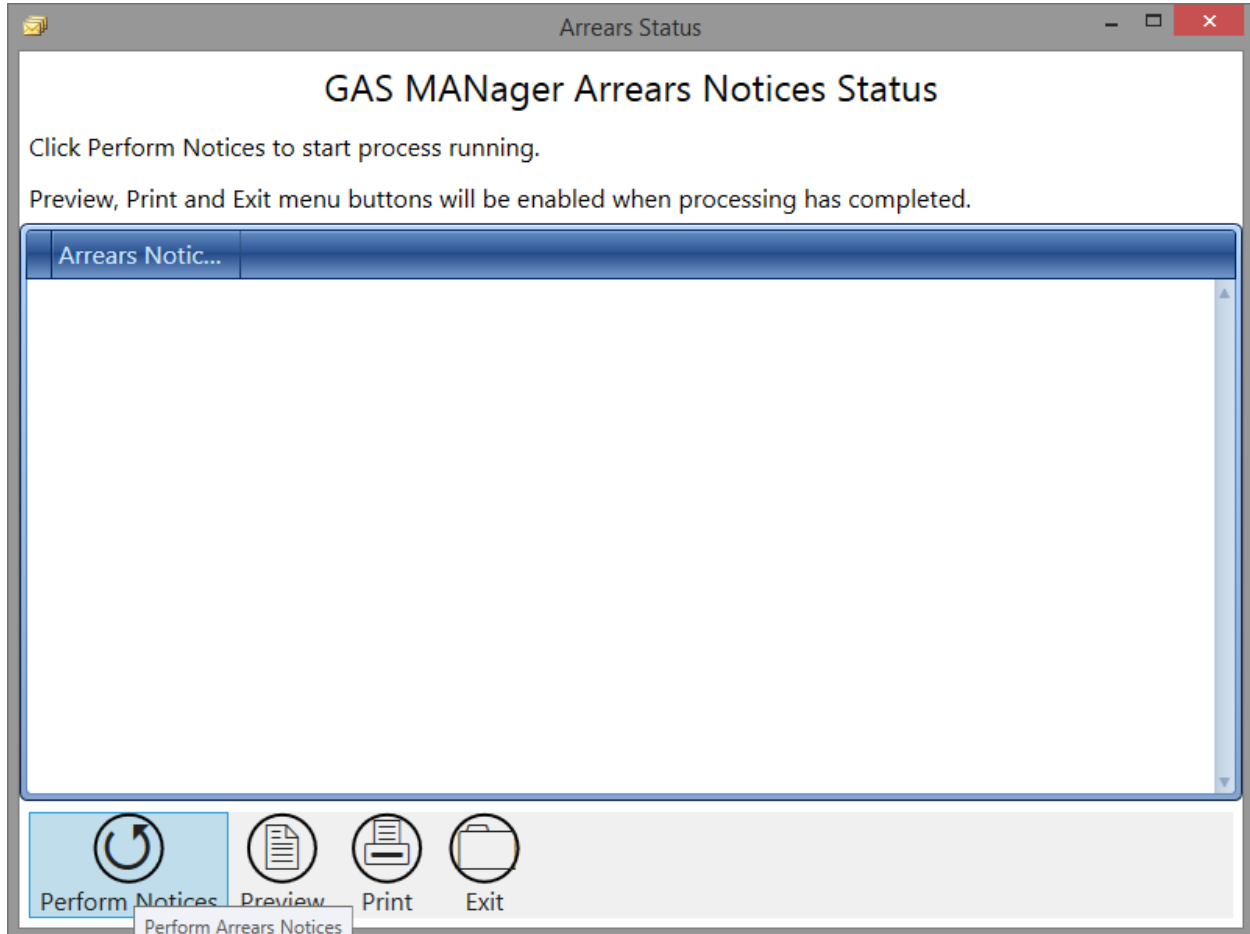 Arrears Status
GAS MANager Arrears Notices Status
Click Perform Notices to start process running.
Preview, Print and Exit menu buttons will be enabled when processing has completed.
Arrears Notic...
Perform Notices Preview Print Exit
Perform Arrears Notices